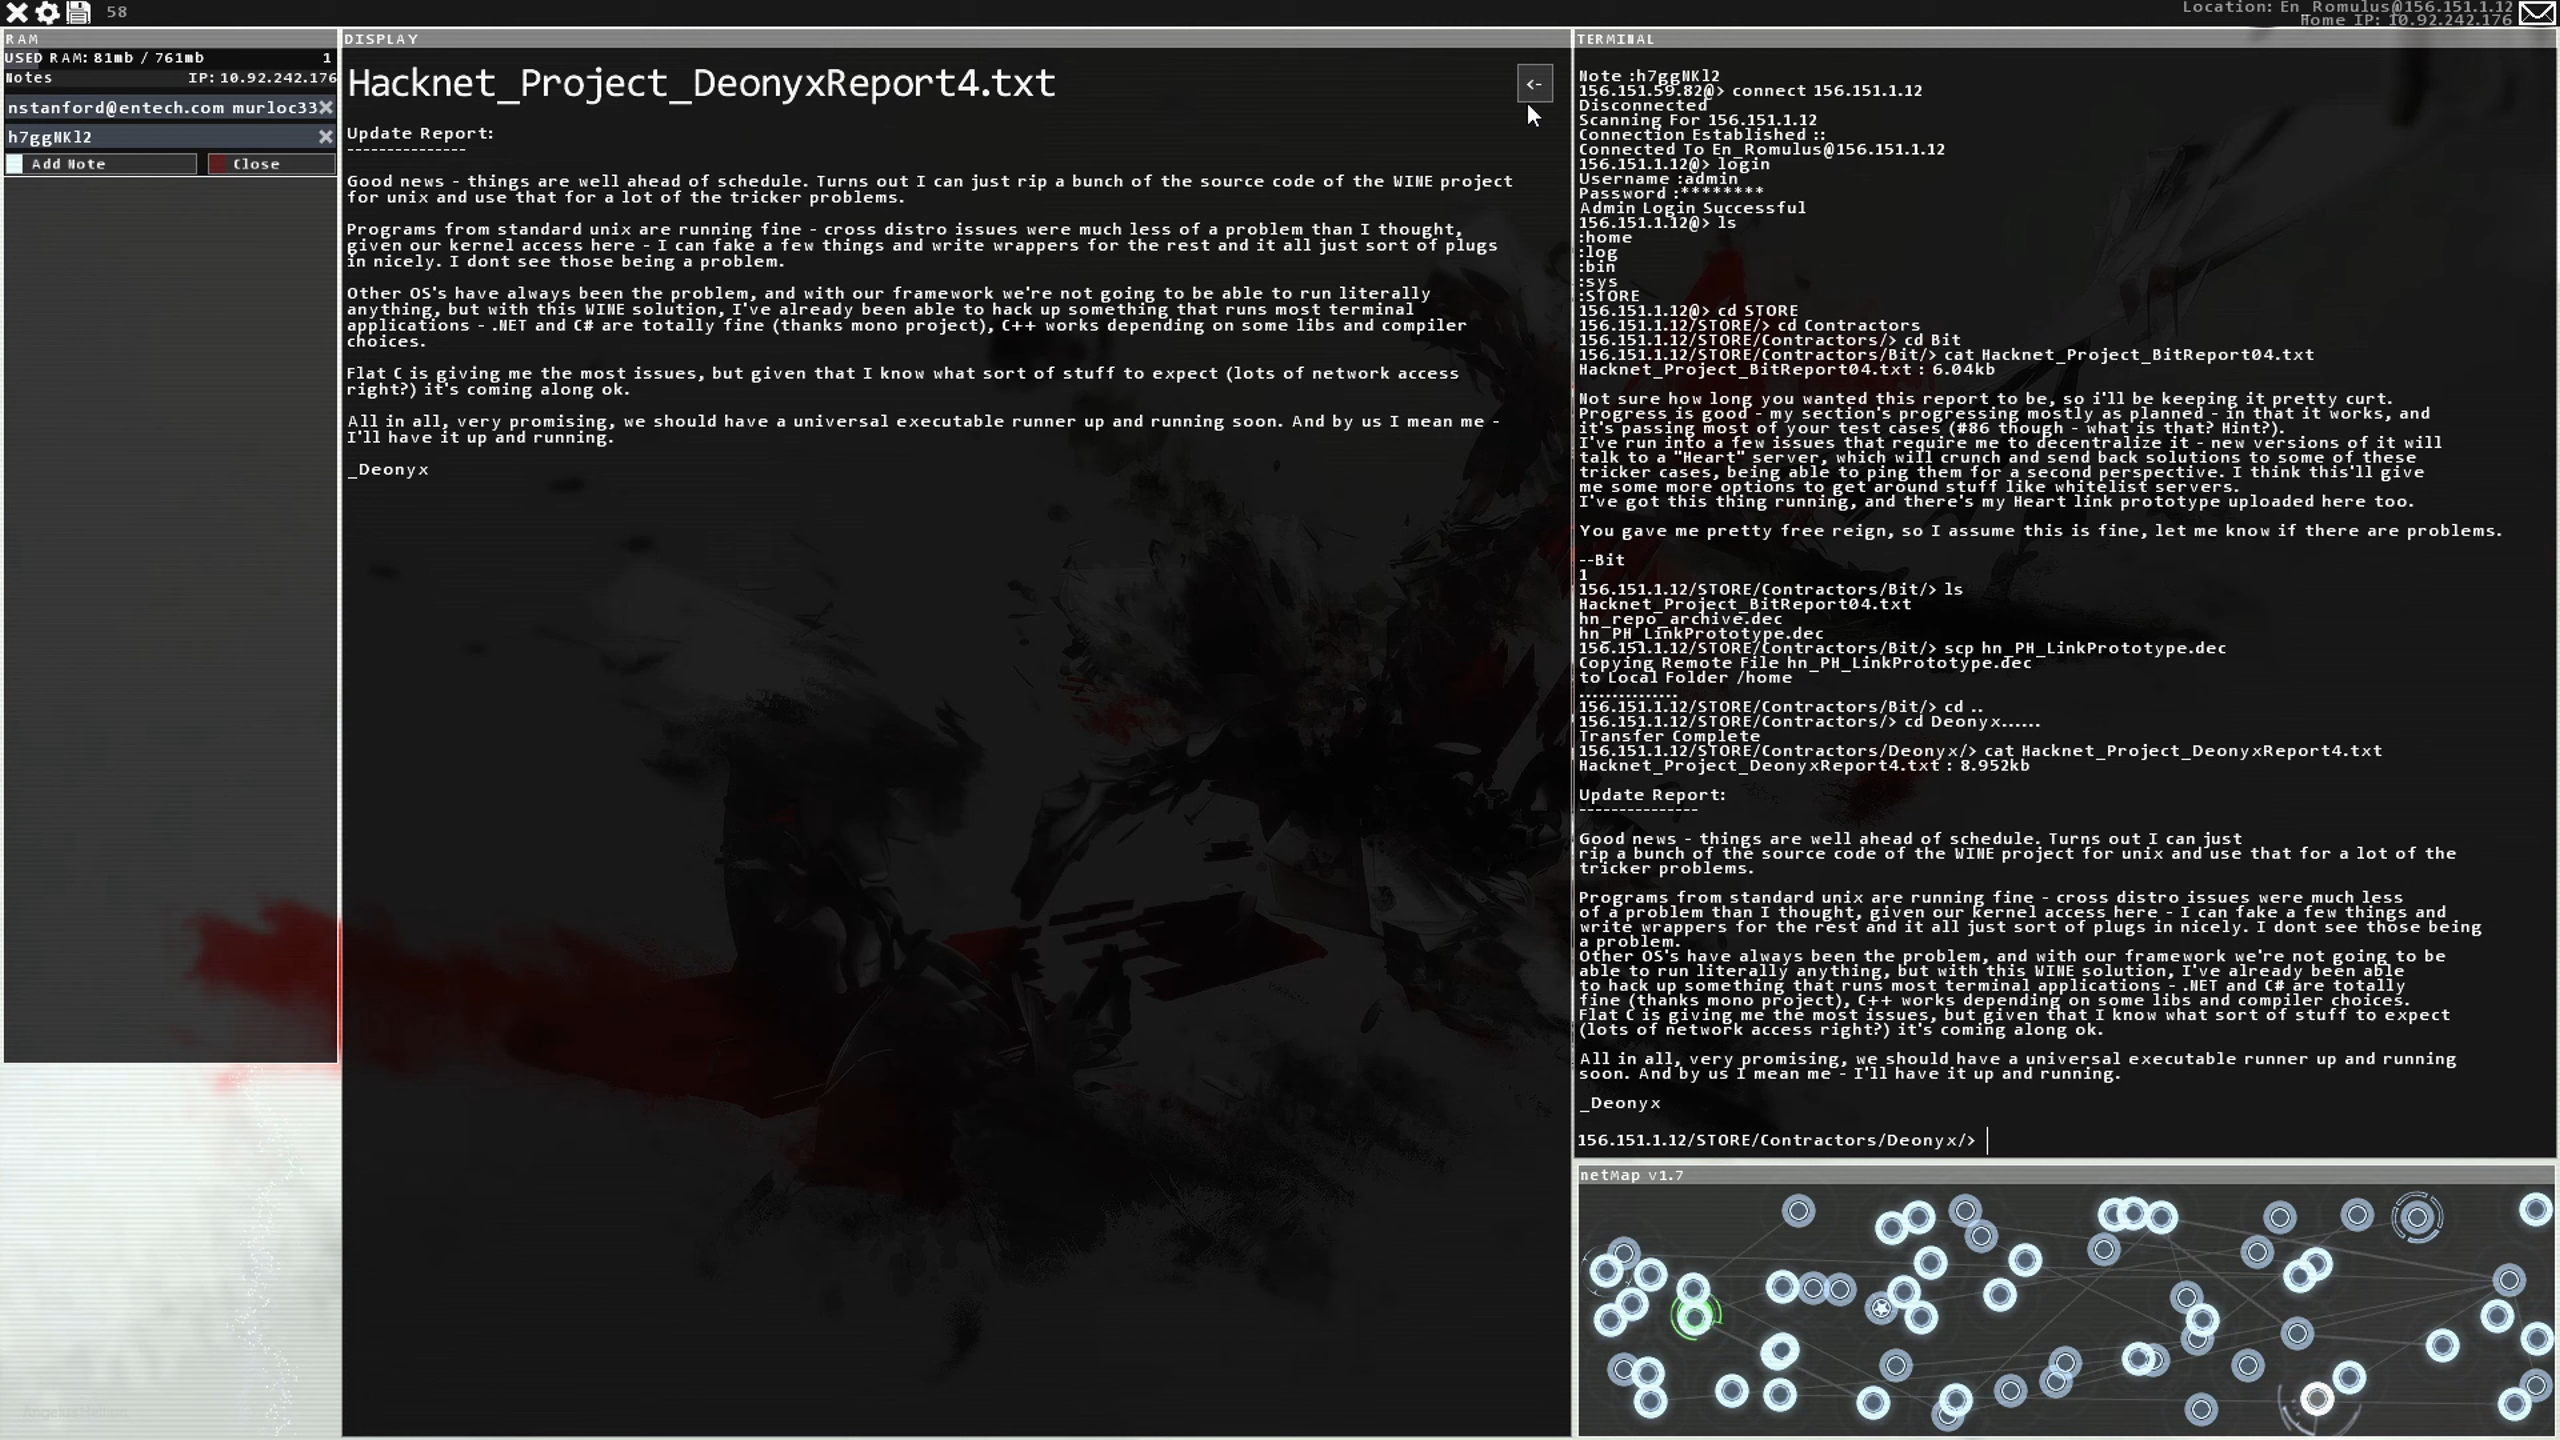 58
Location: En_Romulus@156.151.1.12
Home IP: 10.92.242.176
RAM
USED RAM: 81mb / 761mb 1
Notes IP: 10.92.242.176
nstanford@entech.com murloc33
h7ggNKl2
Add Note Close
DISPLAY
Hacknet_Project_DeonyxReport4.txt
<-
Update Report:
---------------
Good news - things are well ahead of schedule. Turns out I can just rip a bunch of the source code of the WINE project
for unix and use that for a lot of the tricker problems.
Programs from standard unix are running fine - cross distro issues were much less of a problem than I thought,
given our kernel access here - I can fake a few things and write wrappers for the rest and it all just sort of plugs
in nicely. I dont see those being a problem.
Other OS's have always been the problem, and with our framework we're not going to be able to run literally
anything, but with this WINE solution, I've already been able to hack up something that runs most terminal
applications - .NET and C# are totally fine (thanks mono project), C++ works depending on some libs and compiler
choices.
Flat C is giving me the most issues, but given that I know what sort of stuff to expect (lots of network access
right?) it's coming along ok.
All in all, very promising, we should have a universal executable runner up and running soon. And by us I mean me -
I'll have it up and running.
_Deonyx
TERMINAL
Note :h7ggNKl2
156.151.59.82@> connect 156.151.1.12
Disconnected
Scanning For 156.151.1.12
Connection Established ::
Connected To En_Romulus@156.151.1.12
156.151.1.12@> login
Username :admin
Password :********
Admin Login Successful
156.151.1.12@> ls
:home
:log
:bin
:sys
:STORE
156.151.1.12@> cd STORE
156.151.1.12/STORE/> cd Contractors
156.151.1.12/STORE/Contractors/> cd Bit
156.151.1.12/STORE/Contractors/Bit/> cat Hacknet_Project_BitReport04.txt
Hacknet_Project_BitReport04.txt : 6.04kb
Not sure how long you wanted this report to be, so i'll be keeping it pretty curt.
Progress is good - my section's progressing mostly as planned - in that it works, and
it's passing most of your test cases (#86 though - what is that? Hint?).
I've run into a few issues that require me to decentralize it - new versions of it will
talk to a "Heart" server, which will crunch and send back solutions to some of these
tricker cases, being able to ping them for a second perspective. I think this'll give
me some more options to get around stuff like whitelist servers.
I've got this thing running, and there's my Heart link prototype uploaded here too.
You gave me pretty free reign, so I assume this is fine, let me know if there are problems.
--Bit
1
156.151.1.12/STORE/Contractors/Bit/> ls
Hacknet_Project_BitReport04.txt
hn_repo_archive.dec
hn_PH_LinkPrototype.dec
156.151.1.12/STORE/Contractors/Bit/> scp hn_PH_LinkPrototype.dec
Copying Remote File hn_PH_LinkPrototype.dec
to Local Folder /home
...............
156.151.1.12/STORE/Contractors/Bit/> cd ..
156.151.1.12/STORE/Contractors/> cd Deonyx......
Transfer Complete
156.151.1.12/STORE/Contractors/Deonyx/> cat Hacknet_Project_DeonyxReport4.txt
Hacknet_Project_DeonyxReport4.txt : 8.952kb
Update Report:
---------------
Good news - things are well ahead of schedule. Turns out I can just
rip a bunch of the source code of the WINE project for unix and use that for a lot of the
tricker problems.
Programs from standard unix are running fine - cross distro issues were much less
of a problem than I thought, given our kernel access here - I can fake a few things and
write wrappers for the rest and it all just sort of plugs in nicely. I dont see those being
a problem.
Other OS's have always been the problem, and with our framework we're not going to be
able to run literally anything, but with this WINE solution, I've already been able
to hack up something that runs most terminal applications - .NET and C# are totally
fine (thanks mono project), C++ works depending on some libs and compiler choices.
Flat C is giving me the most issues, but given that I know what sort of stuff to expect
(lots of network access right?) it's coming along ok.
All in all, very promising, we should have a universal executable runner up and running
soon. And by us I mean me - I'll have it up and running.
_Deonyx
156.151.1.12/STORE/Contractors/Deonyx/>
netMap v1.7